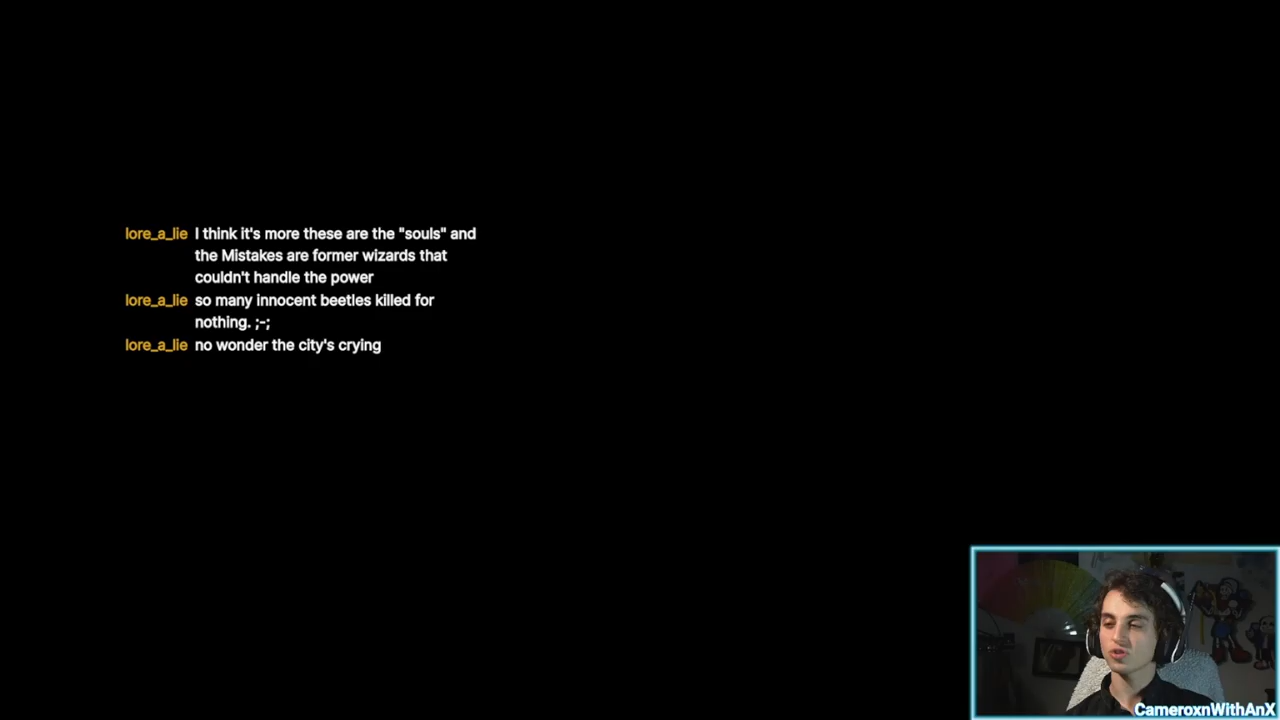 lore_a_lie I think it's more these are the "souls" and
the Mistakes are former wizards that
couldn't handle the power
lore_a_lie so many innocent beetles killed for
nothing. ;-;
lore_a_lie no wonder the city's crying
CameroxnWithAnX